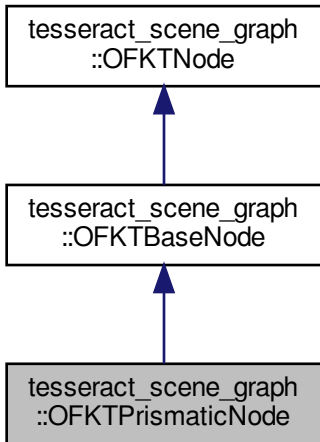 tesseract_scene_graph
::OFKTNode
tesseract_scene_graph
::OFKTBaseNode
tesseract_scene_graph
::OFKTPrismaticNode